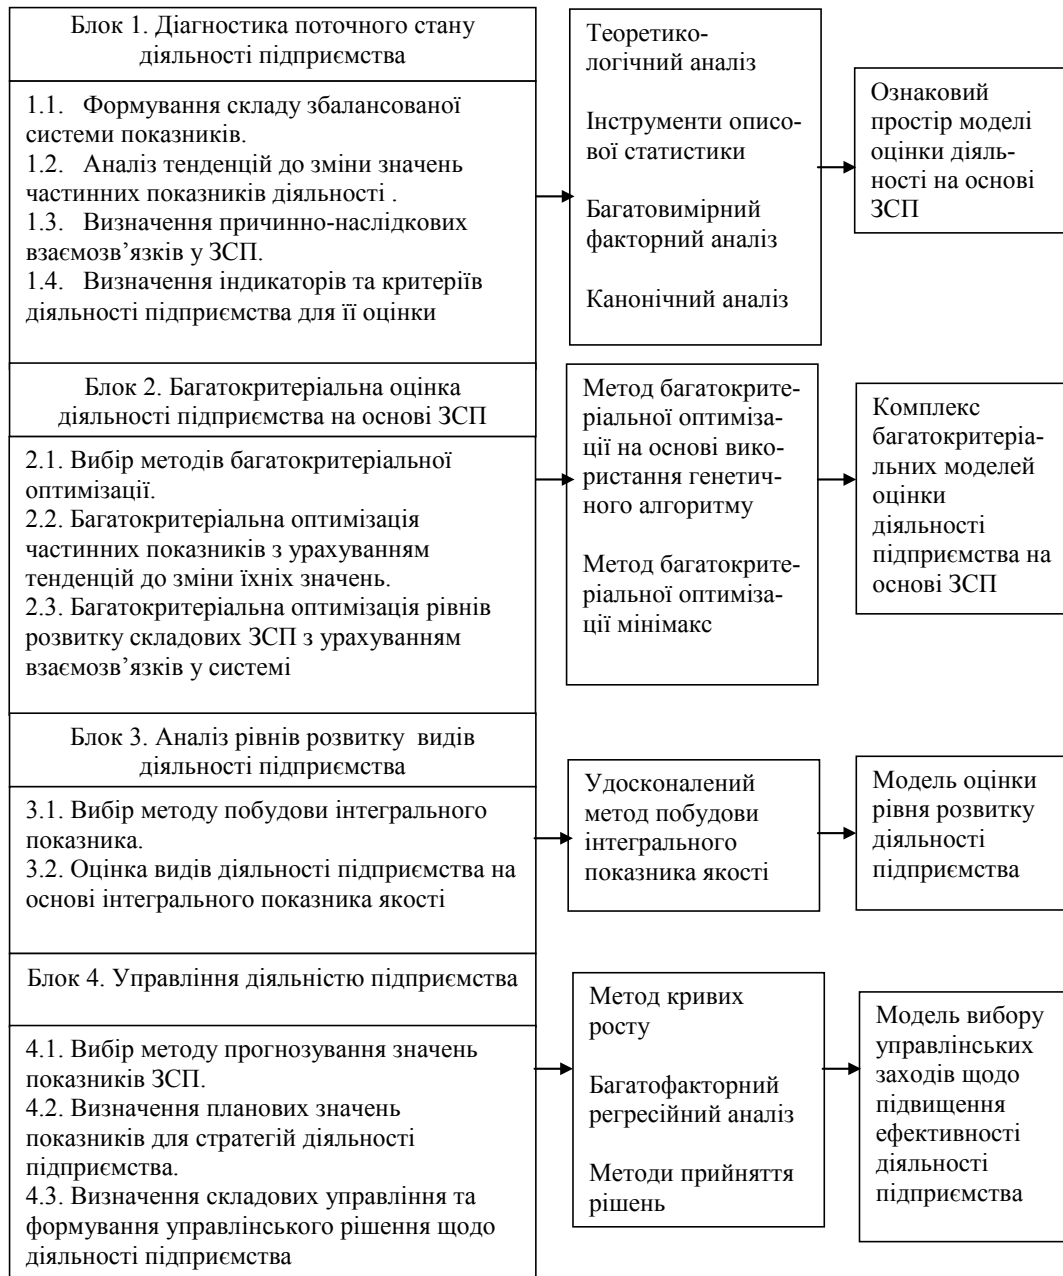 Блок 1. Діагностика поточного стану
діяльності підприємства
1.1. Формування складу збалансованої
системи показників.
1.2. Аналіз тенденцій до зміни значень
частинних показників діяльності .
1.3. Визначення причинно-наслідкових
взаємозв’язків у ЗСП.
1.4. Визначення індикаторів та критеріїв
діяльності підприємства для її оцінки
Теоретико-
логічний аналіз
Інструменти описо-
вої статистики
Багатовимірний
факторний аналіз
Канонічний аналіз
Ознаковий
простір моделі
оцінки діяль-
ності на основі
ЗСП
Блок 2. Багатокритеріальна оцінка
діяльності підприємства на основі ЗСП
2.1. Вибір методів багатокритеріальної
оптимізації.
2.2. Багатокритеріальна оптимізація
частинних показників з урахуванням
тенденцій до зміни їхніх значень.
2.3. Багатокритеріальна оптимізація рівнів
розвитку складових ЗСП з урахуванням
взаємозв’язків у системі
Метод багатокрите-
ріальної оптиміза-
ції на основі вико-
ристання генетич-
ного алгоритму
Метод багатокрите-
ріальної оптиміза-
ції мінімакс
Комплекс
багатокритеріа-
льних моделей
оцінки
діяльності
підприємства на
основі ЗСП
Блок 3. Аналіз рівнів розвитку видів
діяльності підприємства
3.1. Вибір методу побудови інтегрального
показника.
3.2. Оцінка видів діяльності підприємства на
основі інтегрального показника якості
Удосконалений
метод побудови
інтегрального
показника якості
Модель оцінки
рівня розвитку
діяльності
підприємства
Блок 4. Управління діяльністю підприємства
4.1. Вибір методу прогнозування значень
показників ЗСП.
4.2. Визначення планових значень
показників для стратегій діяльності
підприємства.
4.3. Визначення складових управління та
формування управлінського рішення щодо
діяльності підприємства
Метод кривих
росту
Багатофакторний
регресійний аналіз
Методи прийняття
рішень
Модель вибору
управлінських
заходів щодо
підвищення
ефективності
діяльності
підприємства